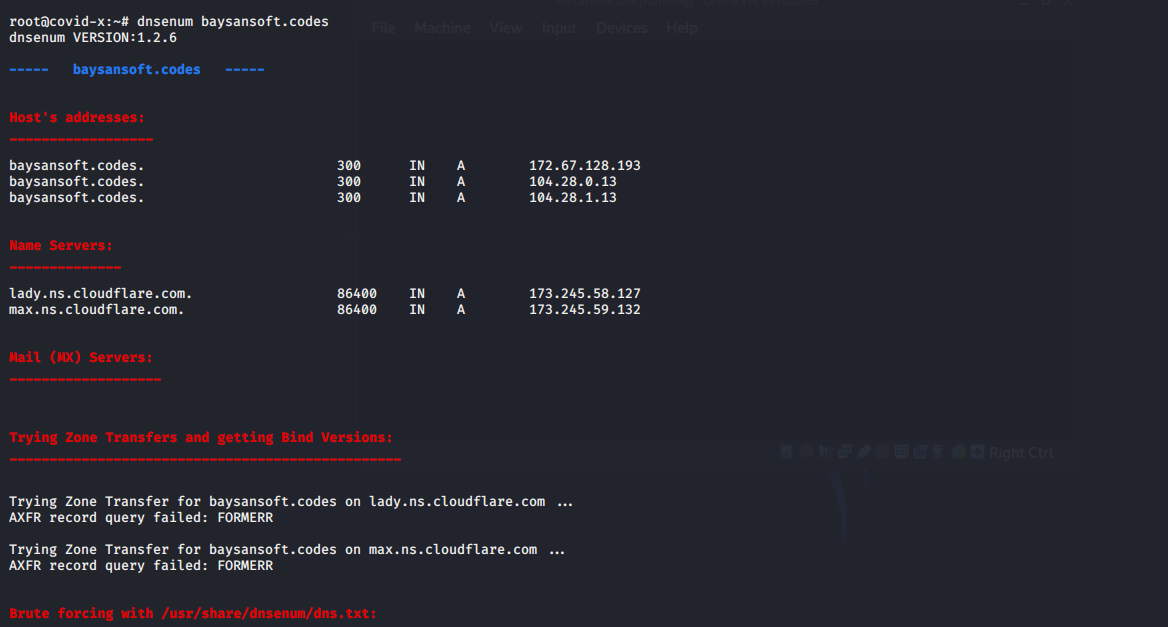 root@covid-x:~# dnsenum baysansoft.codes
dnsenum VERSION:1.2.6
-----   baysansoft.codes   -----
Host's addresses:
__________________
baysansoft.codes.                        300      IN    A        172.67.128.193
baysansoft.codes.                        300      IN    A        104.28.0.13
baysansoft.codes.                        300      IN    A        104.28.1.13
Name Servers:
______________
lady.ns.cloudflare.com.                  86400    IN    A        173.245.58.127
max.ns.cloudflare.com.                   86400    IN    A        173.245.59.132
Mail (MX) Servers:
___________________
Trying Zone Transfers and getting Bind Versions:
_________________________________________________
Trying Zone Transfer for baysansoft.codes on lady.ns.cloudflare.com ...
AXFR record query failed: FORMERR
Trying Zone Transfer for baysansoft.codes on max.ns.cloudflare.com ...
AXFR record query failed: FORMERR
Brute forcing with /usr/share/dnsenum/dns.txt:
File Machine View Input Devices Help
Right Ctrl